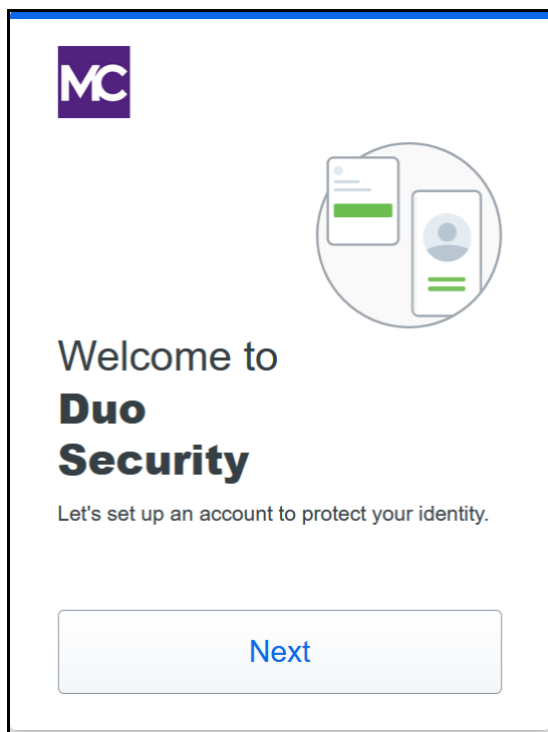 MC
Welcome to
Duo
Security
Let's set up an account to protect your identity.
Next